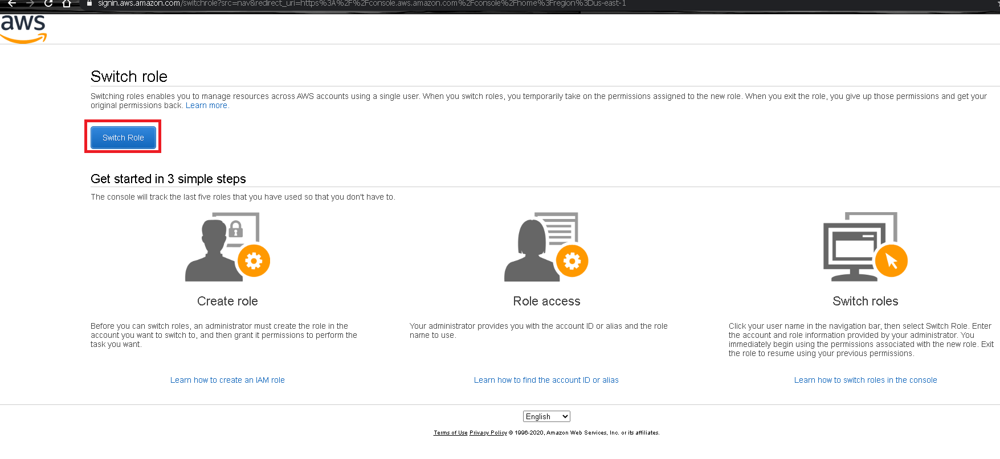 signin.aws.amazon.com/switchrole?src=nav&redirect_uri=https%3A%2F%2Fconsole.aws.amazon.com%2Fconsole%2Fhome%3Fregion%3Dus-east-1
aws
Switch role
Switching roles enables you to manage resources across AWS accounts using a single user. When you switch roles, you temporarily take on the permissions assigned to the new role. When you exit the role, you give up those permissions and get your
original permissions back. Learn more.
Switch Role
Get started in 3 simple steps
The console will track the last five roles that you have used so that you don't have to.
Create role
Before you can switch roles, an administrator must create the role in the
account you want to switch to, and then grant it permissions to perform the
task you want.
Learn how to create an IAM role
Role access
Your administrator provides you with the account ID or alias and the role
name to use.
Learn how to find the account ID or alias
Switch roles
Click your user name in the navigation bar, then select Switch Role. Enter
the account and role information provided by your administrator. You
immediately begin using the permissions associated with the new role. Exit
the role to resume using your previous permissions.
Learn how to switch roles in the console
English
Terms of Use Privacy Policy © 1996-2020, Amazon Web Services, Inc. or its affiliates.